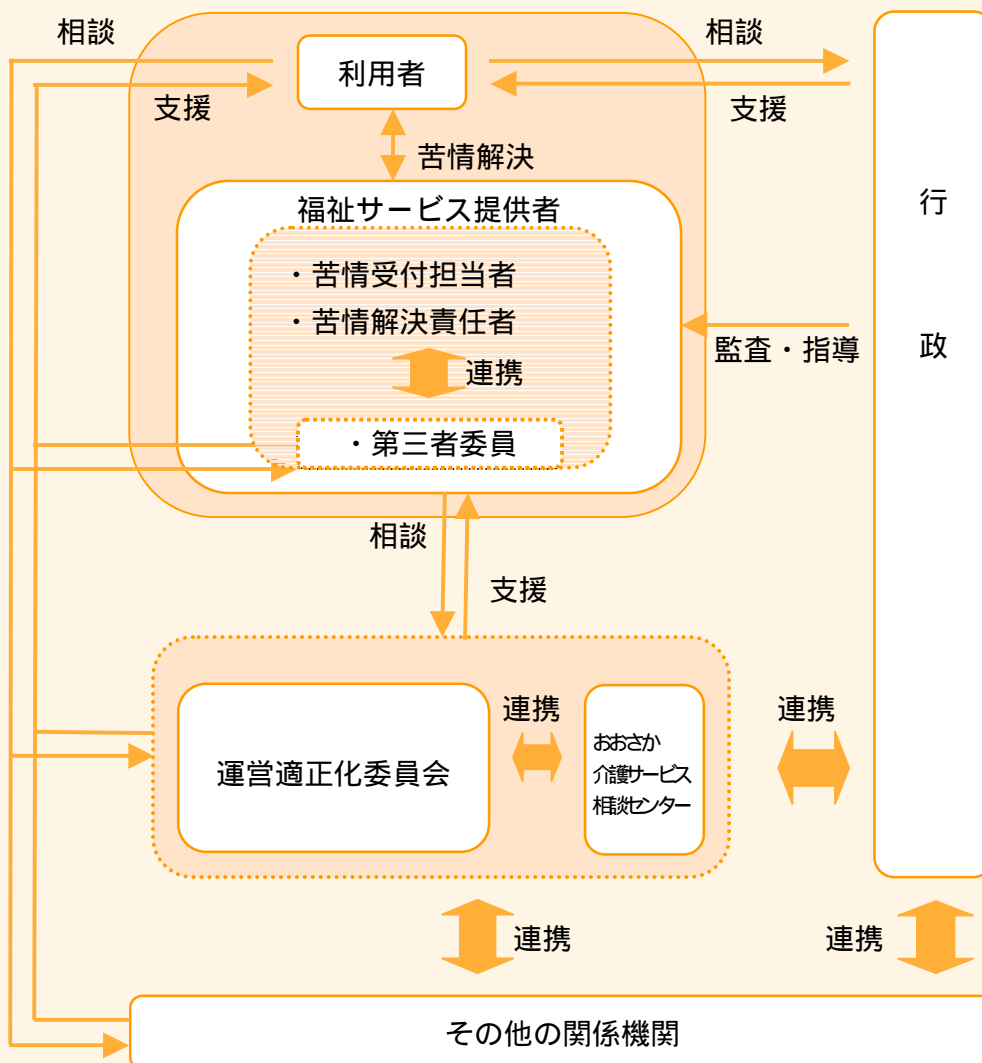 相談
利用者
相談
支援
支援
苦情解決
福祉サービス提供者
・苦情受付担当者
・苦情解決責任者
連携
・第三者委員
監査・指導
行
政
相談
支援
運営適正化委員会
連携
おおさか
介護サービス
相談センター
連携
連携
連携
その他の関係機関